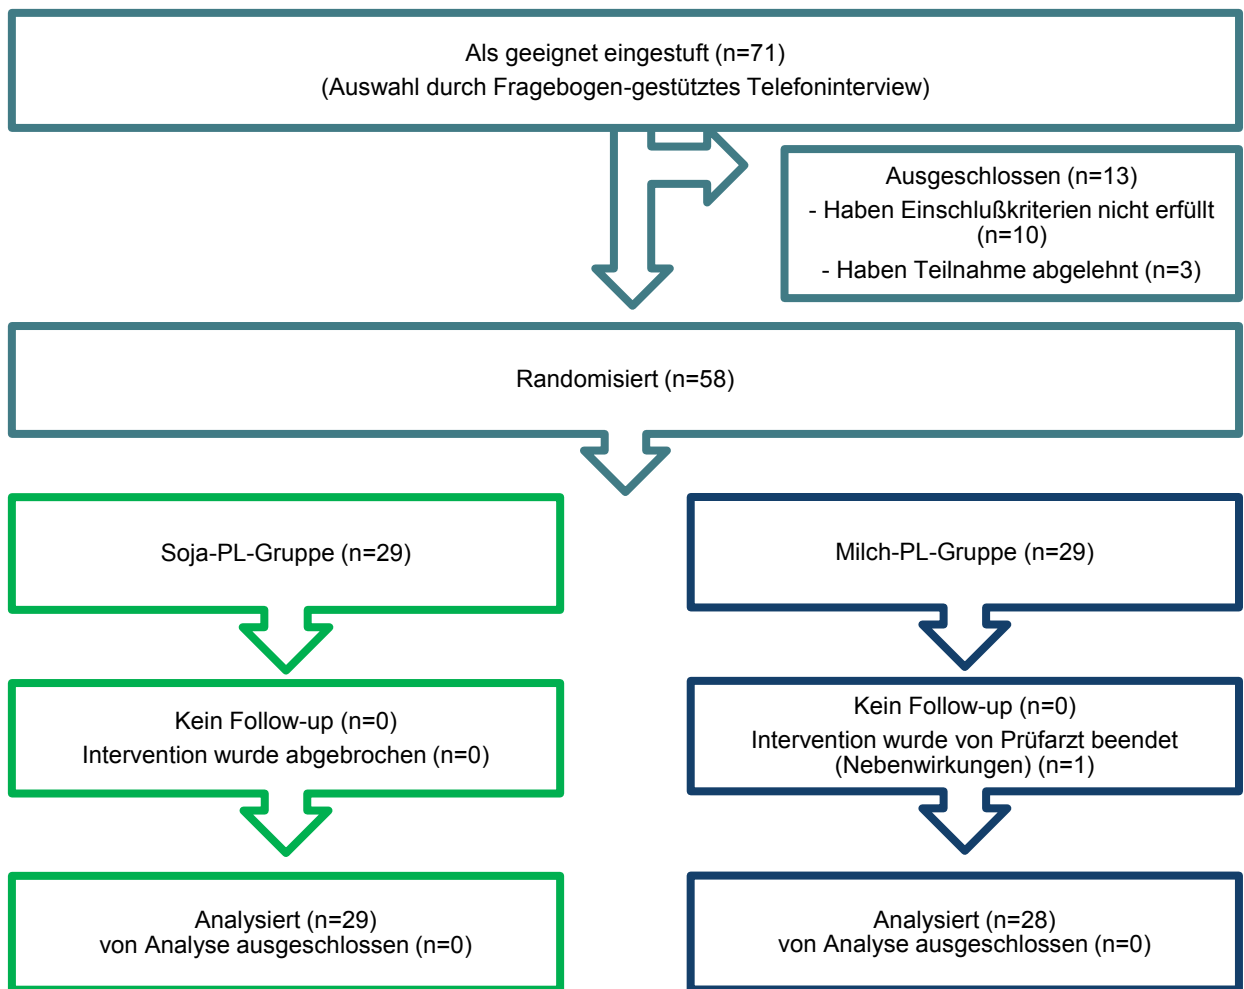 Als geeignet eingestuft (n=71)
(Auswahl durch Fragebogen-gestütztes Telefoninterview)
Ausgeschlossen (n=13)
- Haben Einschlußkriterien nicht erfüllt
(n=10)
- Haben Teilnahme abgelehnt (n=3)
Randomisiert (n=58)
Soja-PL-Gruppe (n=29)
Milch-PL-Gruppe (n=29)
Kein Follow-up (n=0)
Intervention wurde abgebrochen (n=0)
Kein Follow-up (n=0)
Intervention wurde von Prüfarzt beendet
(Nebenwirkungen) (n=1)
Analysiert (n=29)
von Analyse ausgeschlossen (n=0)
Analysiert (n=28)
von Analyse ausgeschlossen (n=0)